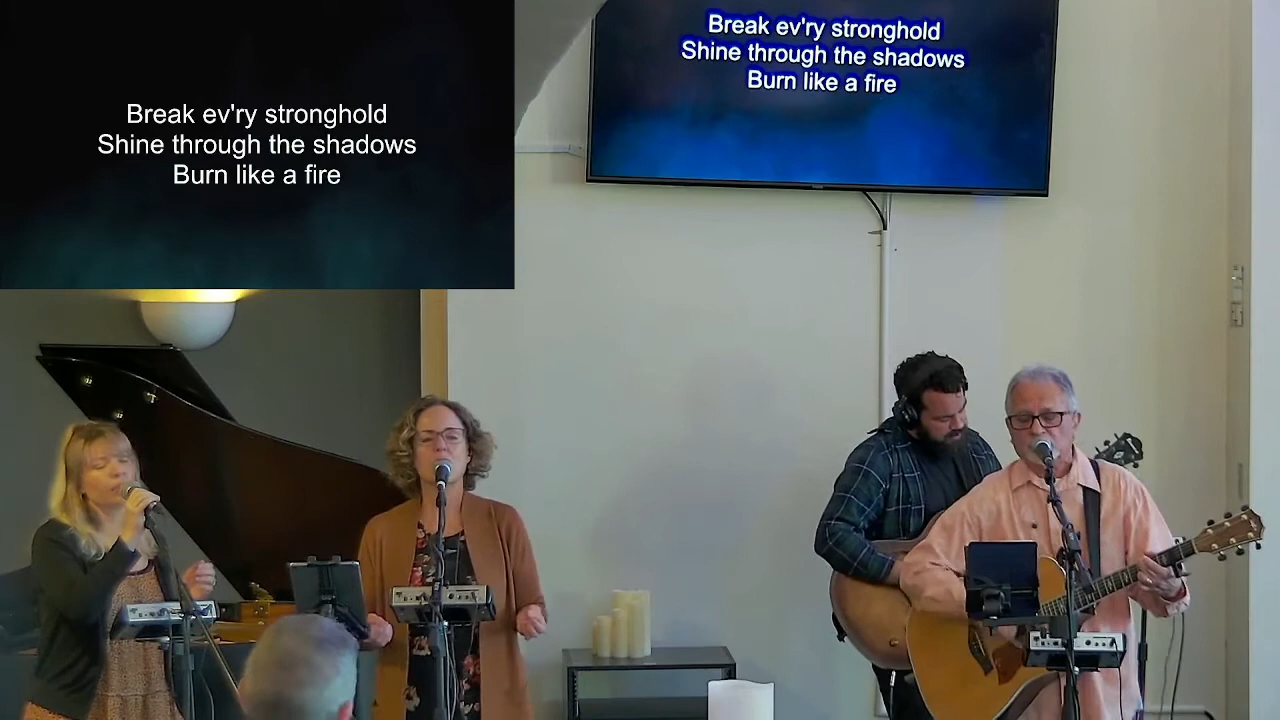 Break ev'ry stronghold
Shine through the shadows
Burn like a fire
Break ev'ry stronghold
Shine through the shadows
Burn like a fire